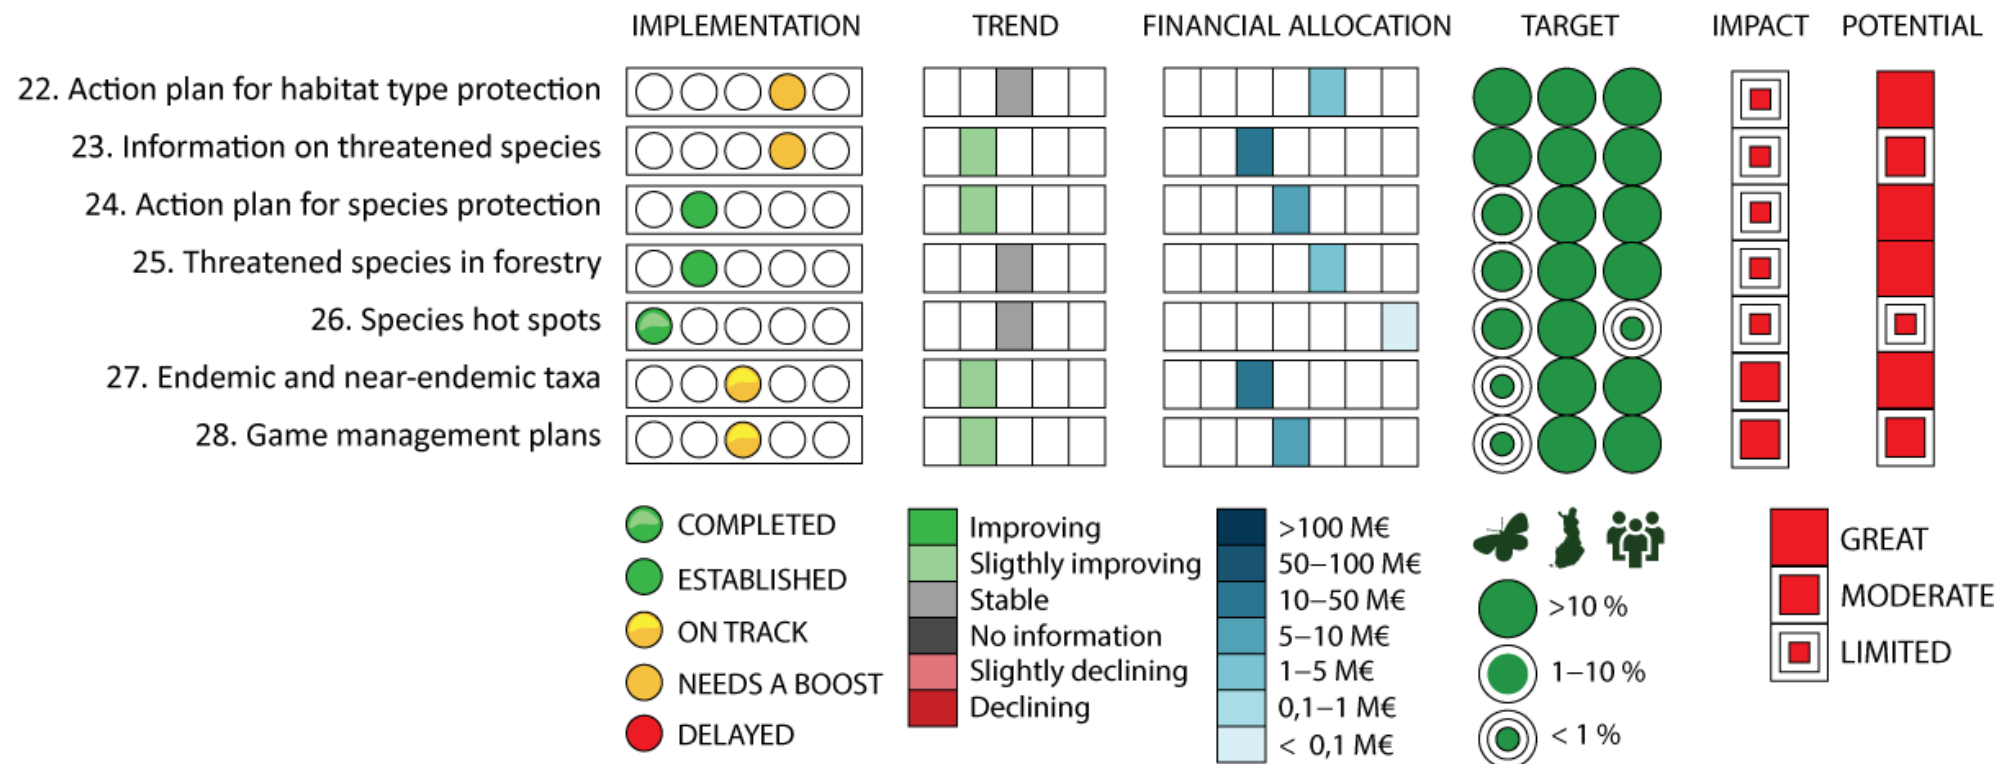 IMPLEMENTATION TREND FINANCIAL ALLOCATION TARGET IMPACT POTENTIAL
22. Action plan for habitat type protection
23. Information on threatened species
24. Action plan for species protection
25. Threatened species in forestry
26. Species hot spots
27. Endemic and near-endemic taxa
28. Game management plans
COMPLETED
ESTABLISHED
ON TRACK
NEEDS A BOOST
DELAYED
Improving
Sligthly improving
Stable
No information
Slightly declining
Declining
>100 M€
50–100 M€
10–50 M€
5–10 M€
1–5 M€
0,1–1 M€
< 0,1 M€
>10 %
1–10 %
< 1 %
GREAT
MODERATE
LIMITED